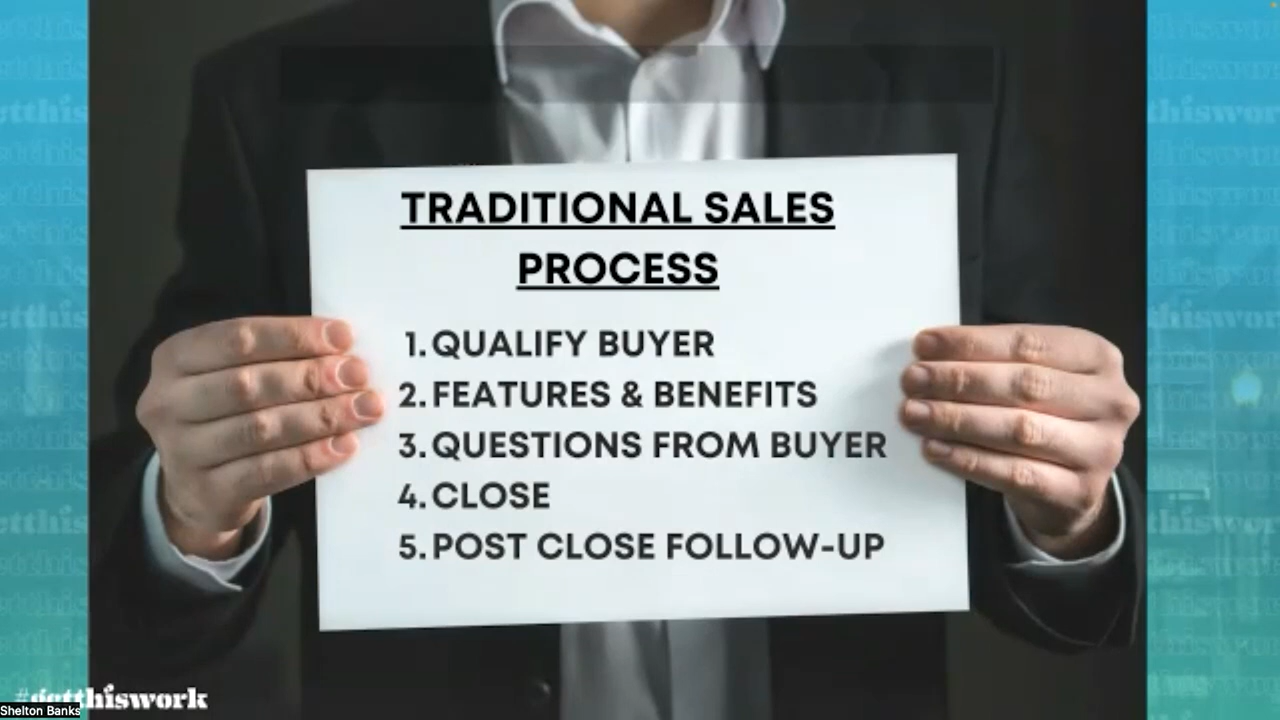 TRADITIONAL SALES
PROCESS
1. QUALIFY BUYER
2. FEATURES & BENEFITS
3. QUESTIONS FROM BUYER
4. CLOSE
5. POST CLOSE FOLLOW-UP
#getthiswork
Shelton Banks